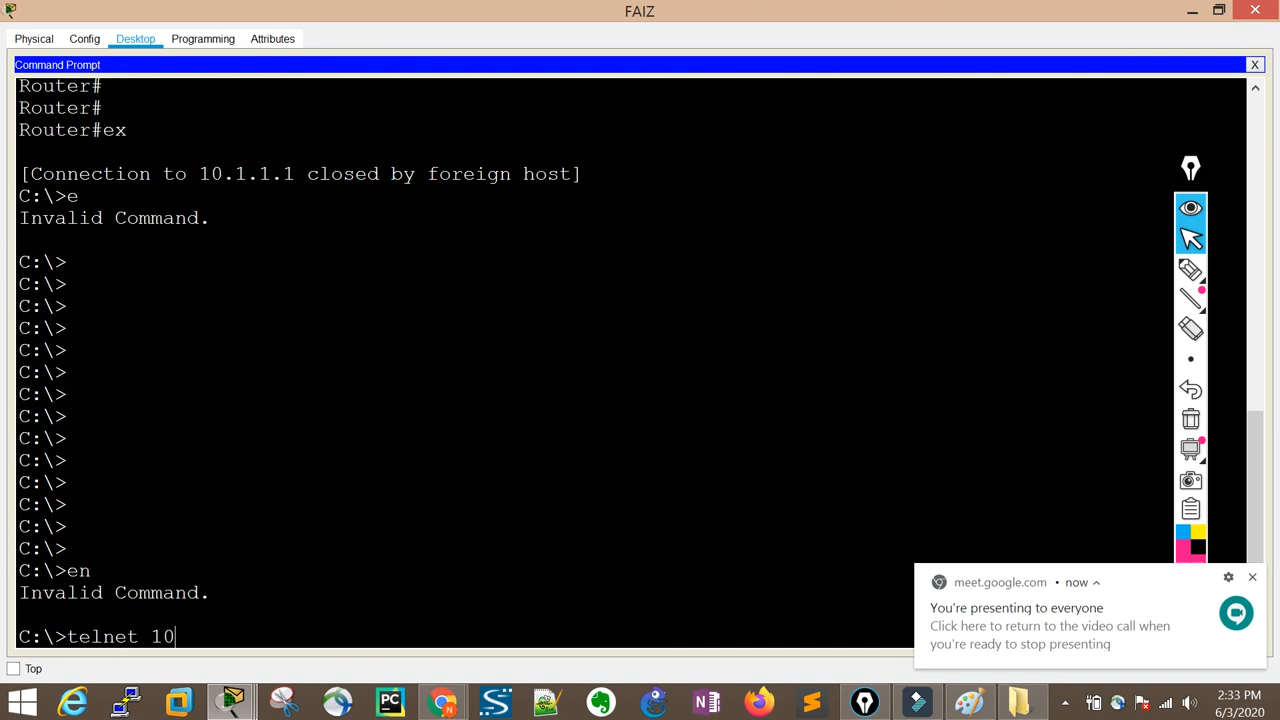 FAIZ
Physical Config Desktop Programming Attributes
Command Prompt X
Router#
Router#
Router#ex
[Connection to 10.1.1.1 closed by foreign host]
C:\>e
Invalid Command.
C:\>
C:\>
C:\>
C:\>
C:\>
C:\>
C:\>
C:\>
C:\>
C:\>
C:\>
C:\>
C:\>
C:\>
C:\>en
Invalid Command.
C:\>telnet 10
meet.google.com • now
You're presenting to everyone
Click here to return to the video call when
you're ready to stop presenting
Top
2:33 PM
6/3/2020